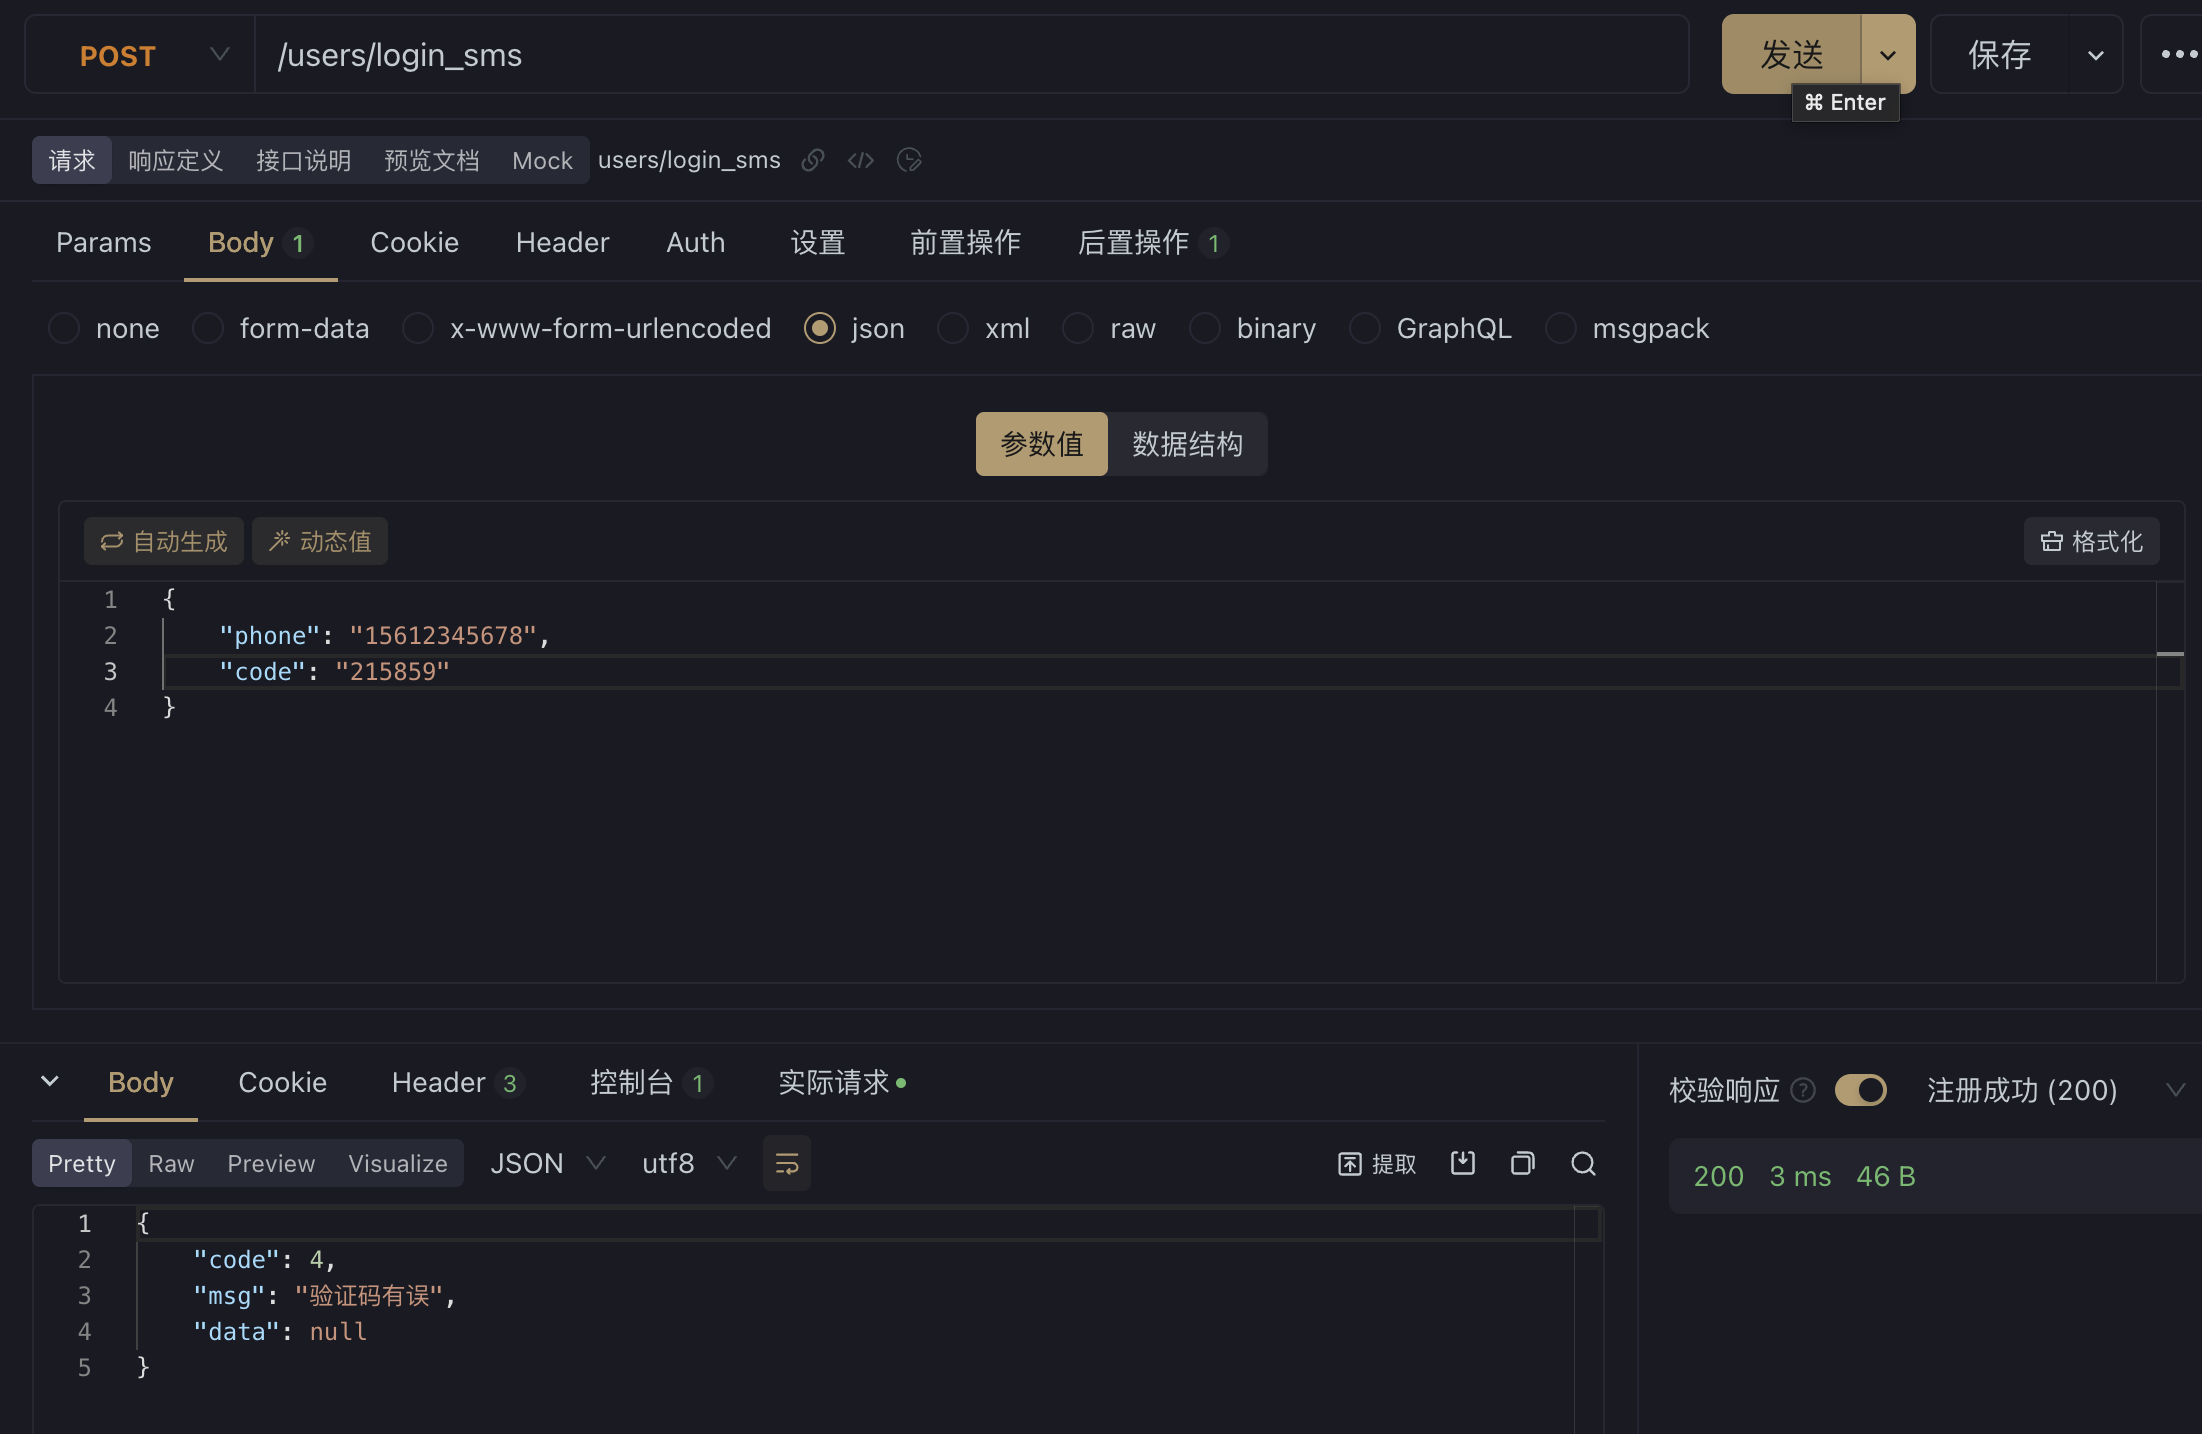 POST /users/login_sms 发送 保存
⌘ Enter
请求 响应定义 接口说明 预览文档 Mock users/login_sms
Params Body 1 Cookie Header Auth 设置 前置操作 后置操作 1
none form-data x-www-form-urlencoded json xml raw binary GraphQL msgpack
参数值 数据结构
自动生成 动态值 格式化
1 {
2 "phone": "15612345678",
3 "code": "215859"
4 }
Body Cookie Header 3 控制台 1 实际请求
校验响应 ? 注册成功 (200)
Pretty Raw Preview Visualize JSON utf8 提取
200 3 ms 46 B
1 {
2 "code": 4,
3 "msg": "验证码有误",
4 "data": null
5 }